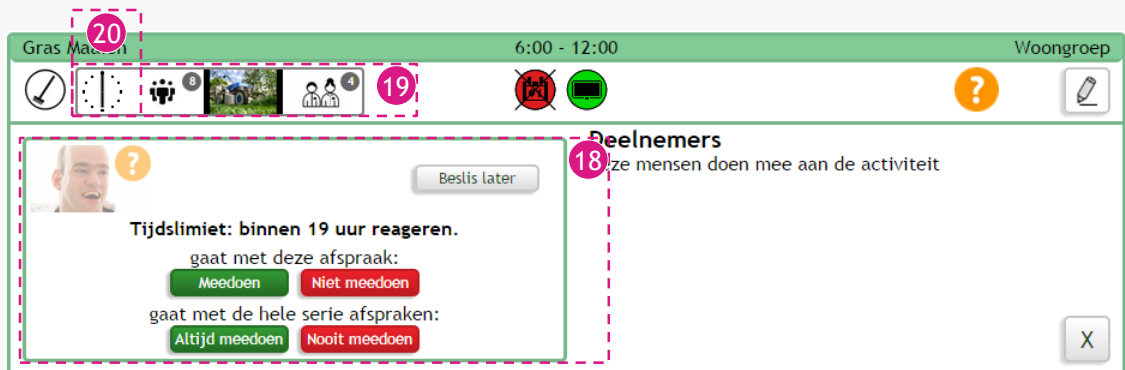 20
Gras Maaien
6:00 - 12:00
Woongroep
8
4
19
?
?
Beslis later
18
Deelnemers
Deze mensen doen mee aan de activiteit
Tijdslimiet: binnen 19 uur reageren.
gaat met deze afspraak:
Meedoen
Niet meedoen
gaat met de hele serie afspraken:
Altijd meedoen
Nooit meedoen
X